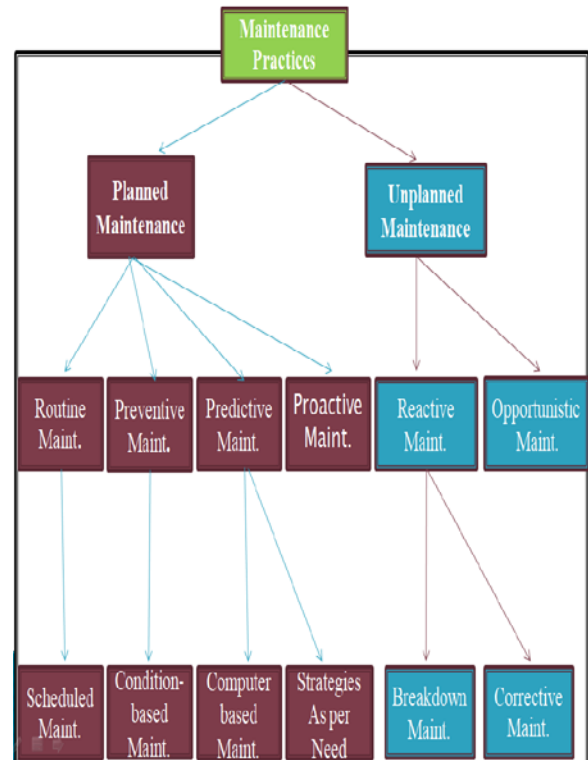 Maintenance
Practices
Planned
Maintenance
Unplanned
Maintenance
Routine
Maint.
Preventive
Maint.
Predictive
Maint.
Proactive
Maint.
Reactive
Maint.
Opportunistic
Maint.
Scheduled
Maint.
Condition-
based
Maint.
Computer
based
Maint.
Strategies
As per
Need
Breakdown
Maint.
Corrective
Maint.